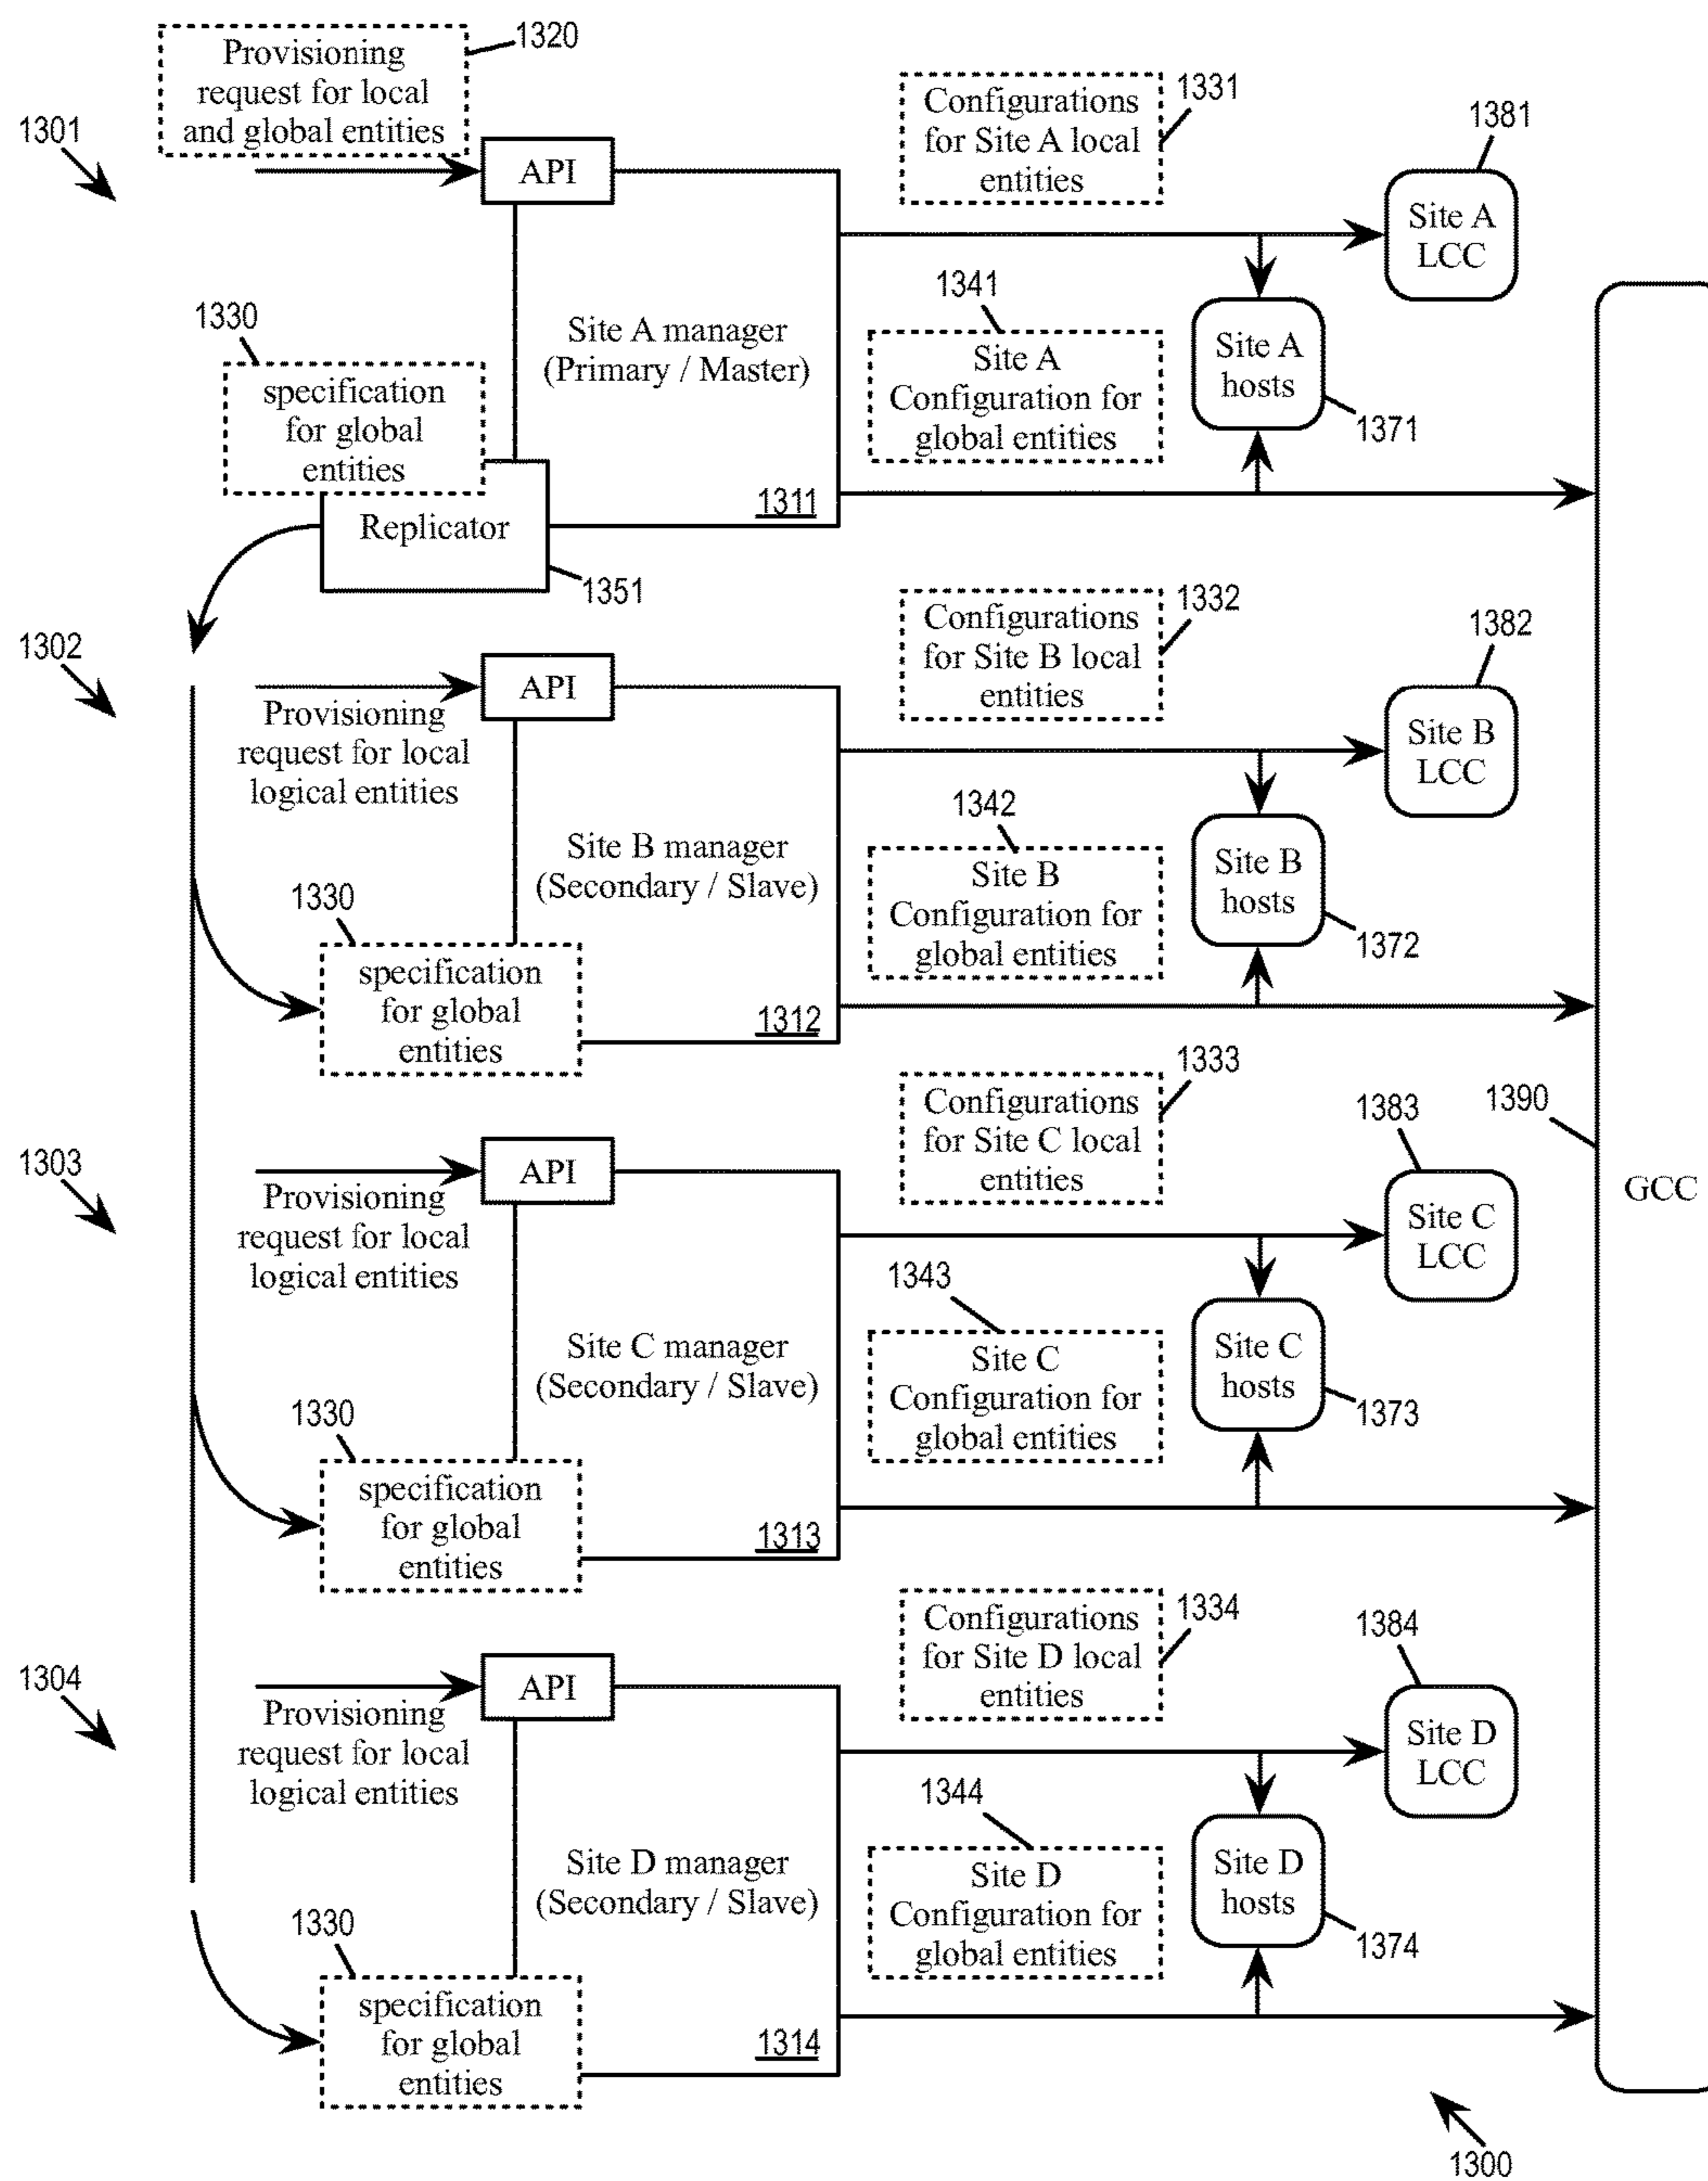 1320
Provisioning
request for local
and global entities
1301
API
Configurations
for Site A local
entities
1331
1381
Site A
LCC
1330
specification
for global
entities
Site A manager
(Primary / Master)
1341
Site A
Configuration for
global entities
Site A
hosts
1371
1311
Replicator
1351
1302
API
Provisioning
request for local
logical entities
Configurations
for Site B local
entities
1332
1382
Site B
LCC
Site B manager
(Secondary / Slave)
1342
Site B
Configuration for
global entities
Site B
hosts
1372
1330
specification
for global
entities
1312
1303
API
Provisioning
request for local
logical entities
Configurations
for Site C local
entities
1333
1383
Site C
LCC
1390
GCC
Site C manager
(Secondary / Slave)
1343
Site C
Configuration for
global entities
Site C
hosts
1373
1330
specification
for global
entities
1313
1304
API
Provisioning
request for local
logical entities
Configurations
for Site D local
entities
1334
1384
Site D
LCC
Site D manager
(Secondary / Slave)
1344
Site D
Configuration for
global entities
Site D
hosts
1374
1330
specification
for global
entities
1314
1300